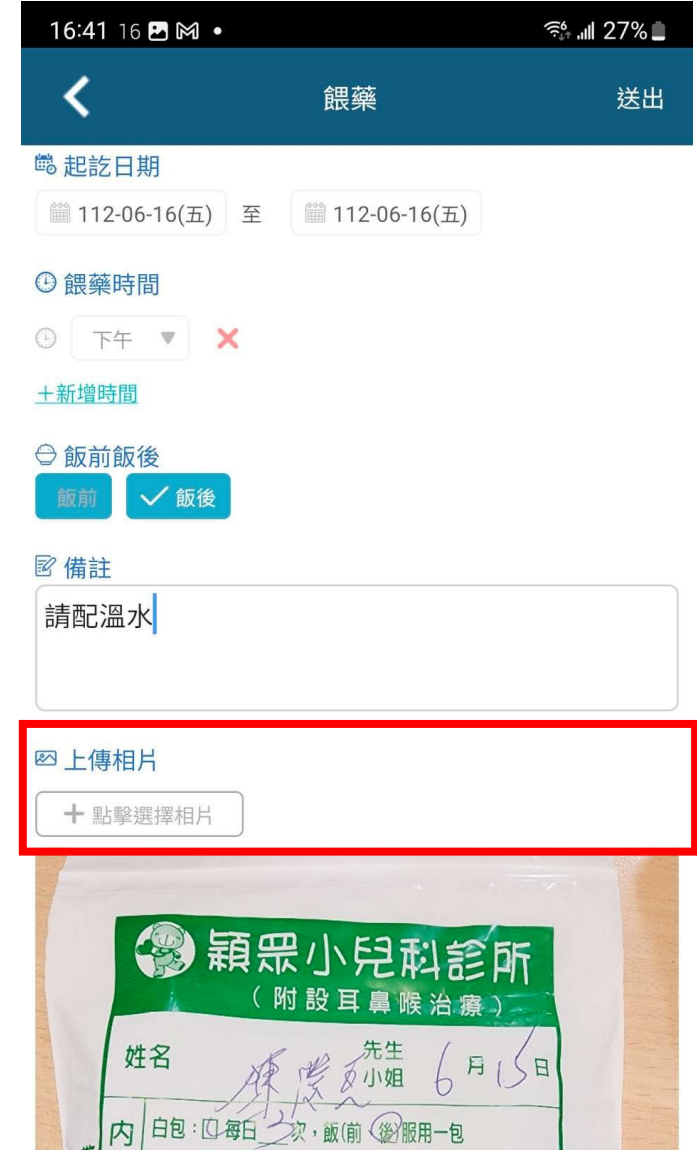 16:41 16 27%
餵藥 送出
起訖日期
112-06-16(五) 至 112-06-16(五)
餵藥時間
下午
＋新增時間
飯前飯後
飯前 飯後
備註
請配溫水
上傳相片
點擊選擇相片
穎眾小兒科診所
(附設耳鼻喉治療)
姓名 先生 小姐 6月15日
內 白包：口每日3次，飯(前 後)服用一包